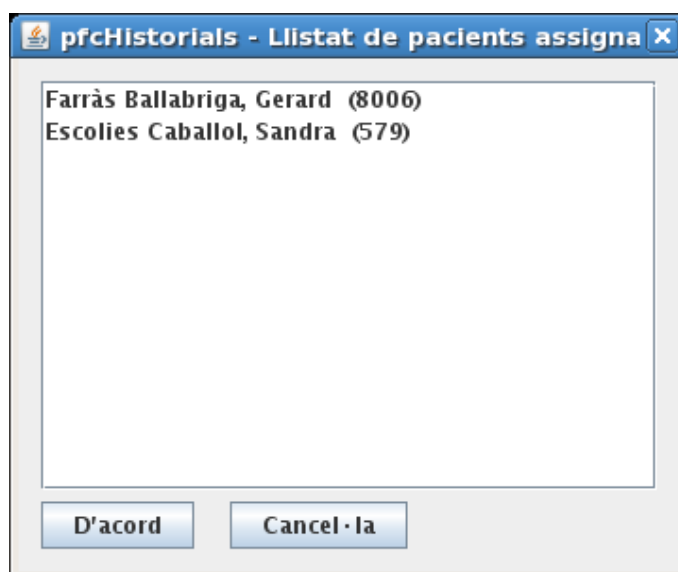 pfcHistorials - Llistat de pacients assigna
Farràs Ballabriga, Gerard (8006)
Escolies Caballol, Sandra (579)
D'acord
Cancel·la